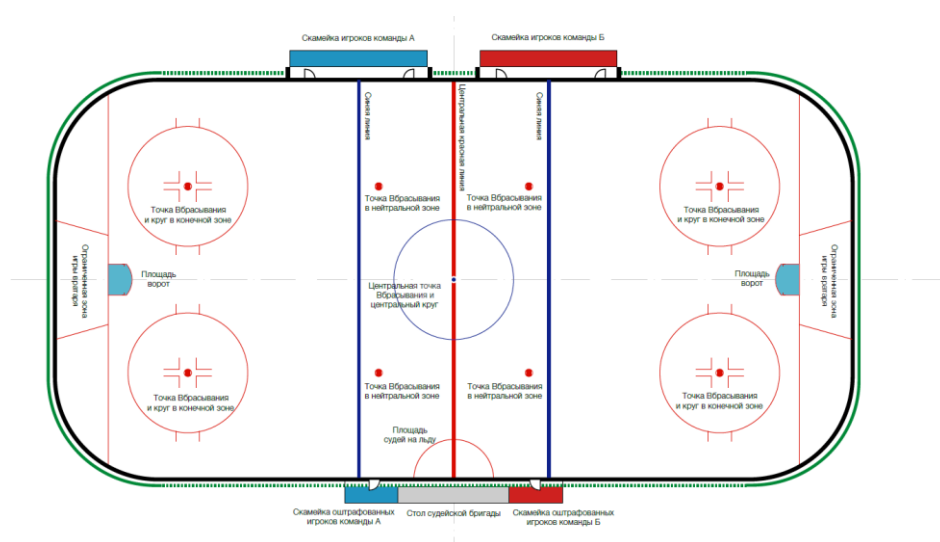 Скамейка игроков команды А
Скамейка игроков команды Б
Синяя линия
Центральная красная линия
Синяя линия
Точка Вбрасывания
и круг в конечной зоне
Точка Вбрасывания
в нейтральной зоне
Точка Вбрасывания
в нейтральной зоне
Точка Вбрасывания
и круг в конечной зоне
Ограниченная зона
игры вратаря
Площадь
ворот
Центральная точка
Вбрасывания и
центральный круг
Площадь
ворот
Ограниченная зона
игры вратаря
Точка Вбрасывания
и круг в конечной зоне
Точка Вбрасывания
в нейтральной зоне
Точка Вбрасывания
в нейтральной зоне
Точка Вбрасывания
и круг в конечной зоне
Площадь
судей на льду
Скамейка оштрафованных
игроков команды А
Стол судейской бригады
Скамейка оштрафованных
игроков команды Б